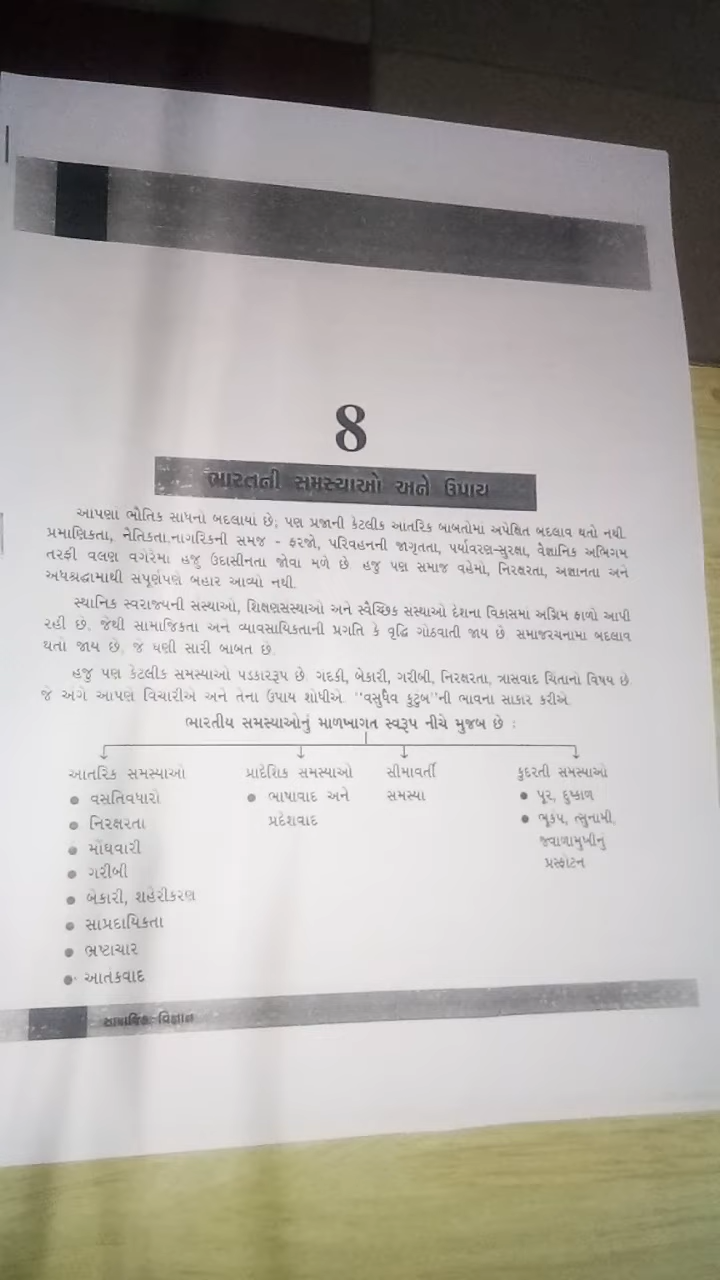 8
ભારતની સમસ્યાઓ અને ઉપાય
આપણા ભૌતિક સાધનો બદલાયાં છે; પણ પ્રજાની કેટલીક આંતરિક બાબતોમાં અપેક્ષિત બદલાવ થતો નથી.
પ્રમાણિકતા, નૈતિકતા,નાગરિકની સમજ - ફરજો, પરિવહનની જાગૃતતા, પર્યાવરણ-સુરક્ષા, વૈજ્ઞાનિક અભિગમ
તરફી વલણ વગેરેમાં હજુ ઉદાસીનતા જોવા મળે છે. હજુ પણ સમાજ વહેમો, નિરક્ષરતા, અજ્ઞાનતા અને
અંધશ્રદ્ધામાંથી સંપૂર્ણપણે બહાર આવ્યો નથી.
સ્થાનિક સ્વરાજ્યની સંસ્થાઓ, શિક્ષણસંસ્થાઓ અને સ્વૈચ્છિક સંસ્થાઓ દેશના વિકાસમાં અગ્રિમ ફાળો આપી
રહી છે. જેથી સામાજિકતા અને વ્યાવસાયિકતાની પ્રગતિ કે વૃદ્ધિ ગોઠવાતી જાય છે. સમાજરચનામાં બદલાવ
થતો જાય છે, જે ઘણી સારી બાબત છે.
હજુ પણ કેટલીક સમસ્યાઓ પડકારરૂપ છે. ગંદકી, બેકારી, ગરીબી, નિરક્ષરતા, ત્રાસવાદ ચિંતાનો વિષય છે.
જે અંગે આપણે વિચારીએ અને તેના ઉપાય શોધીએ. "વસુધૈવ કુટુંબ"ની ભાવના સાકાર કરીએ.
ભારતીય સમસ્યાઓનું માળખાગત સ્વરૂપ નીચે મુજબ છે :
આંતરિક સમસ્યાઓ
● વસતિવધારો
● નિરક્ષરતા
● મોંઘવારી
● ગરીબી
● બેકારી, શહેરીકરણ
● સાંપ્રદાયિકતા
● ભ્રષ્ટાચાર
● આતંકવાદ
પ્રાદેશિક સમસ્યાઓ
● ભાષાવાદ અને
પ્રદેશવાદ
સીમાવર્તી
સમસ્યા
કુદરતી સમસ્યાઓ
● પૂર, દુષ્કાળ
● ભૂકંપ, ત્સુનામી,
જ્વાળામુખીનું
પ્રસ્ફોટન
સામાજિક વિજ્ઞાન